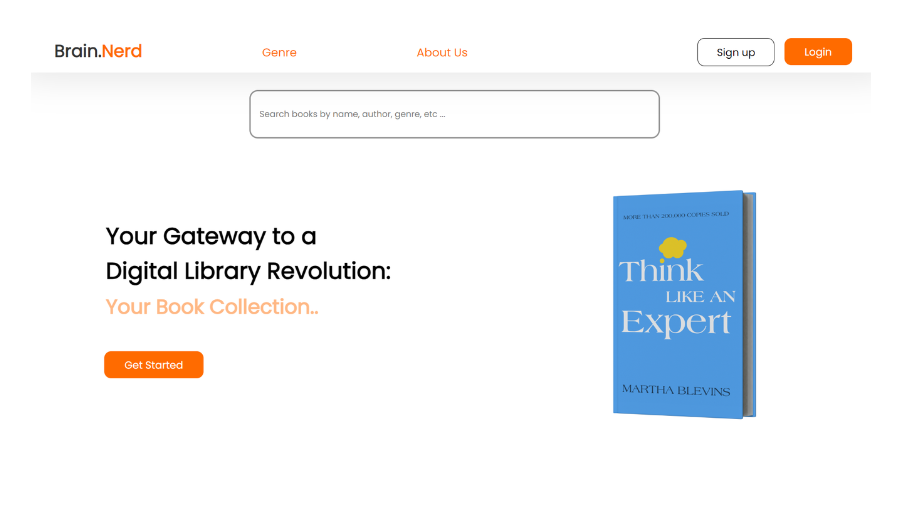 Brain.Nerd
Genre
About Us
Sign up
Login
Search books by name, author, genre, etc ...
Your Gateway to a
Digital Library Revolution:
Your Book Collection..
Get Started
MORE THAN 200,000 COPIES SOLD
Think
LIKE AN
Expert
MARTHA BLEVINS